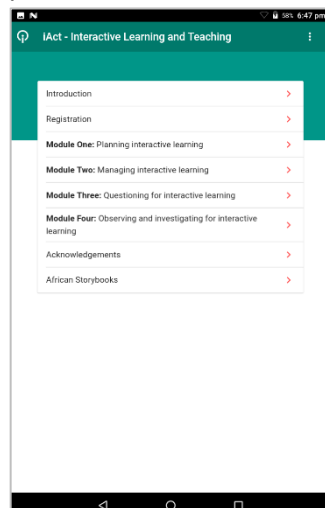 58% 6:47 pm
iAct - Interactive Learning and Teaching
Introduction
Registration
Module One: Planning interactive learning
Module Two: Managing interactive learning
Module Three: Questioning for interactive learning
Module Four: Observing and investigating for interactive
learning
Acknowledgements
African Storybooks